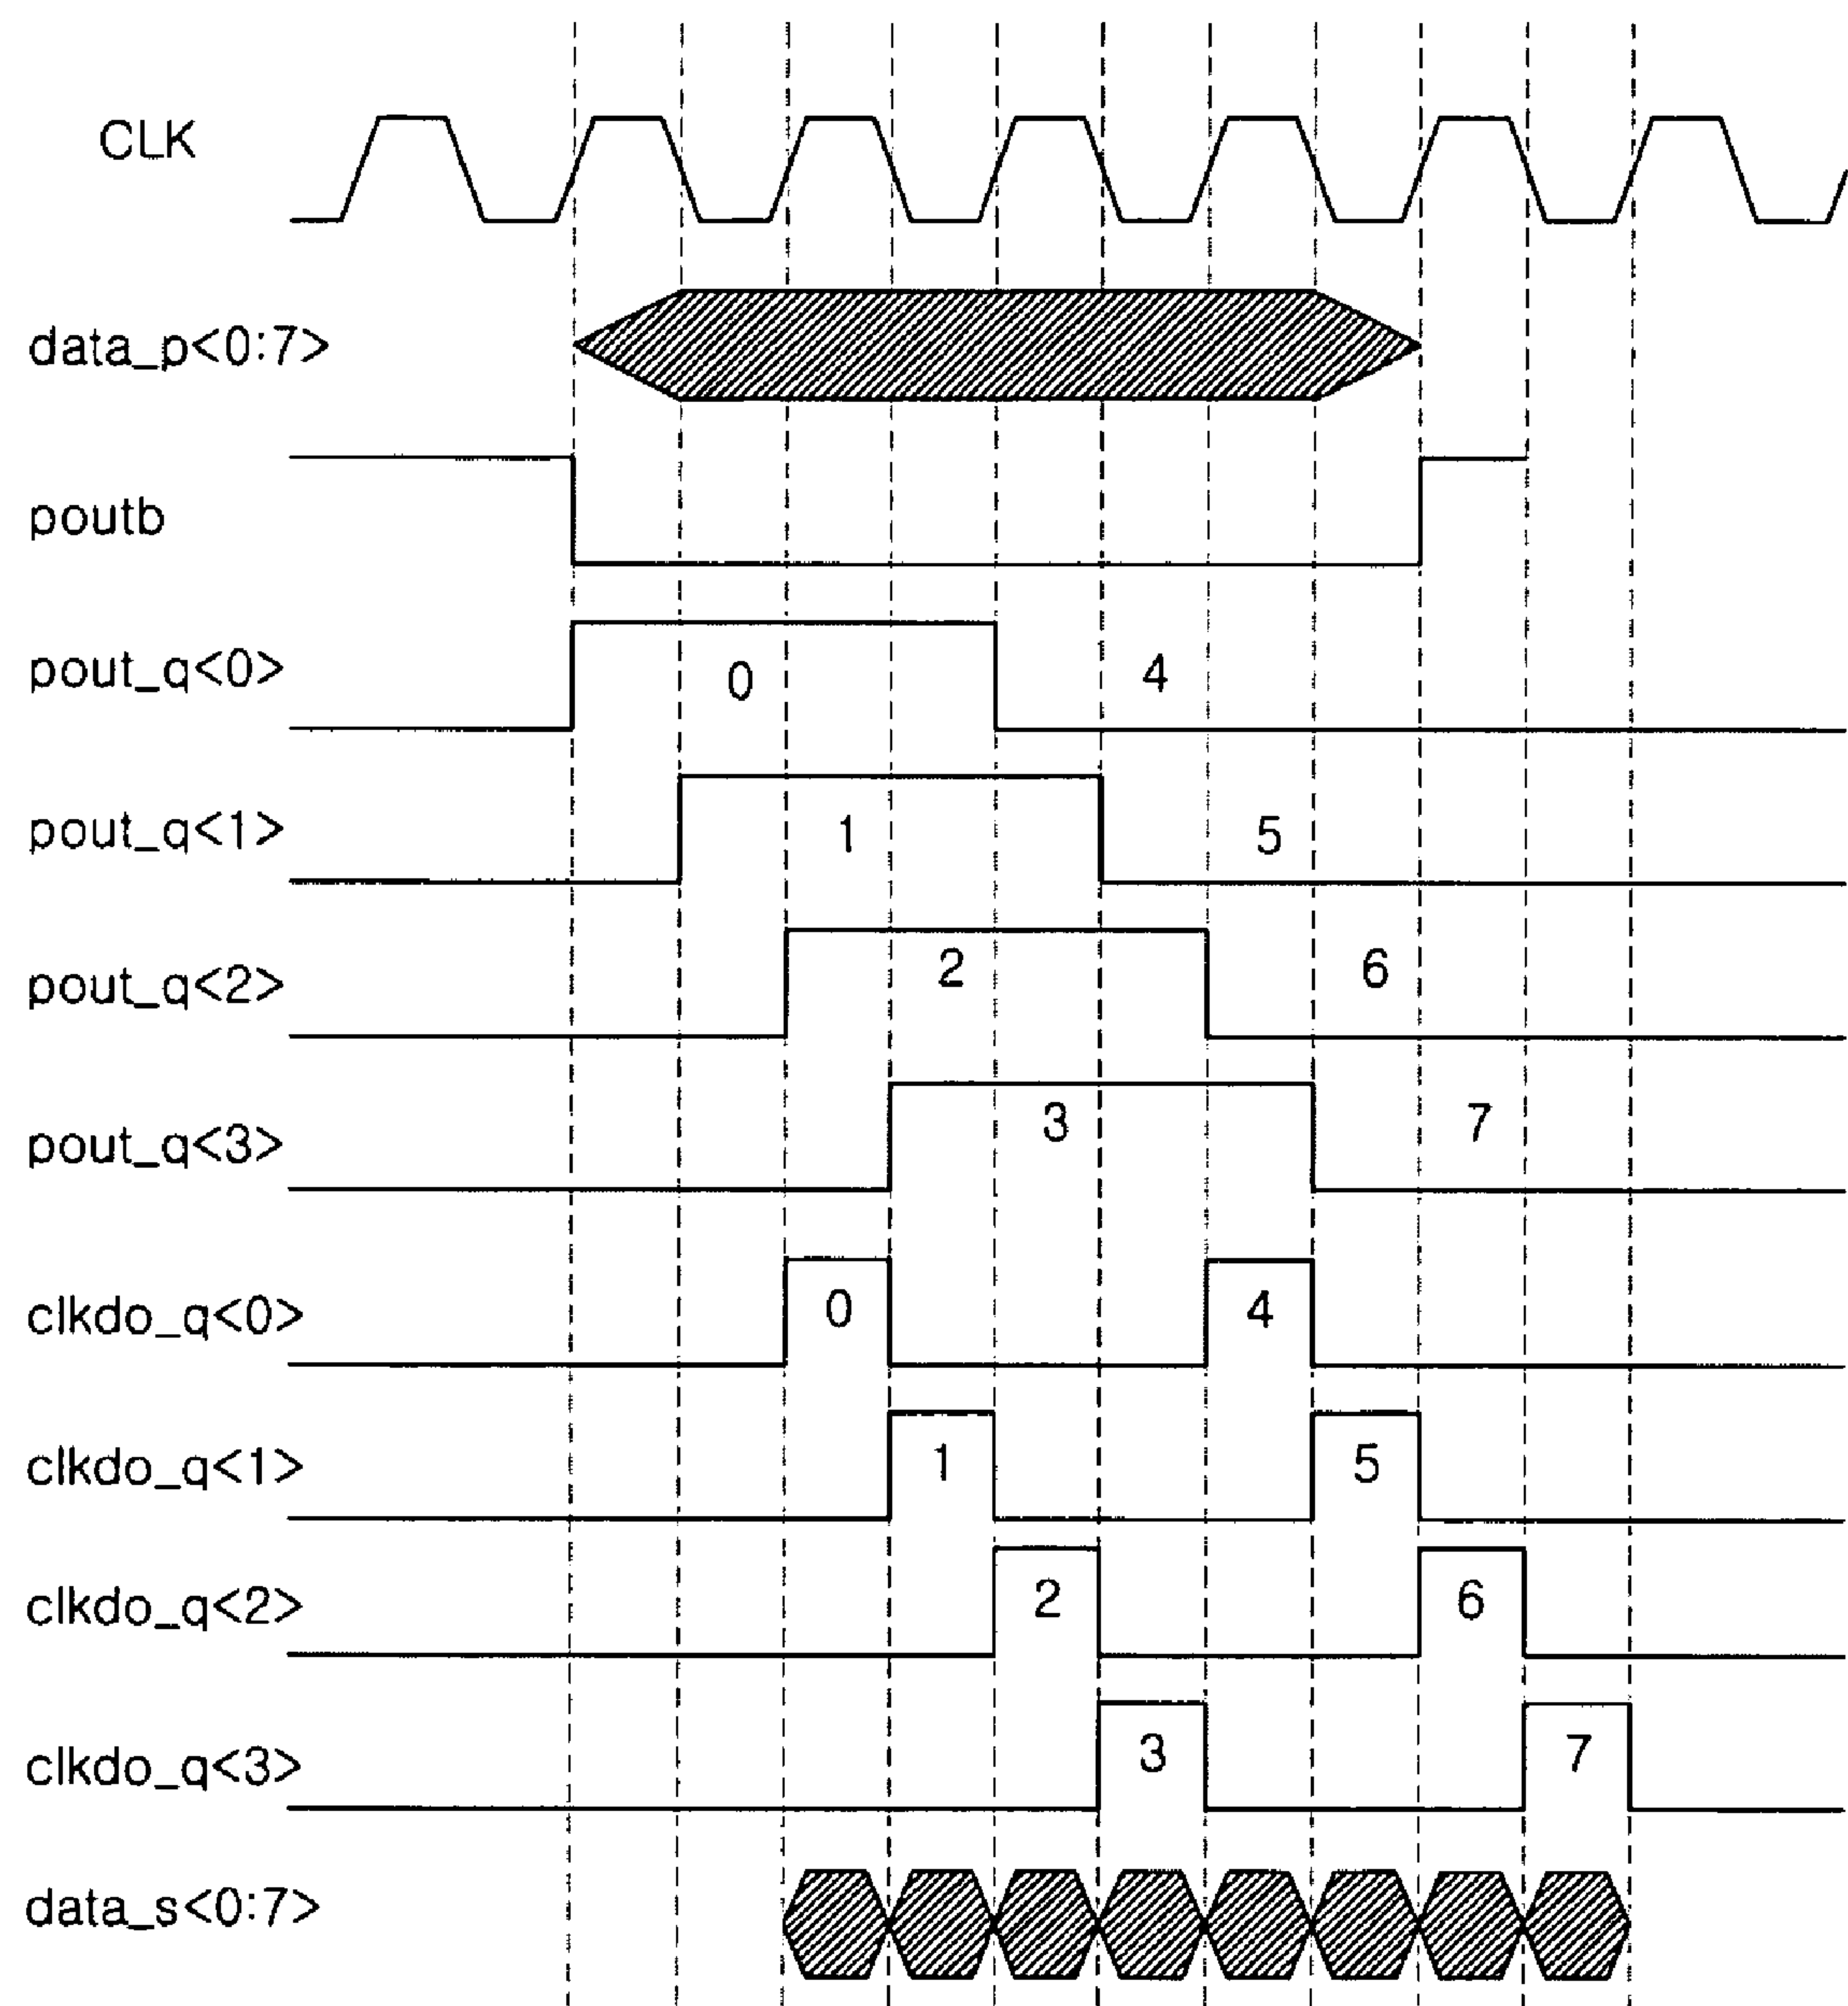 CLK
data_p<0:7>
poutb
pout_q<0> 0 4
pout_q<1> 1 5
pout_q<2> 2 6
pout_q<3> 3 7
clkdo_q<0> 0 4
clkdo_q<1> 1 5
clkdo_q<2> 2 6
clkdo_q<3> 3 7
data_s<0:7>